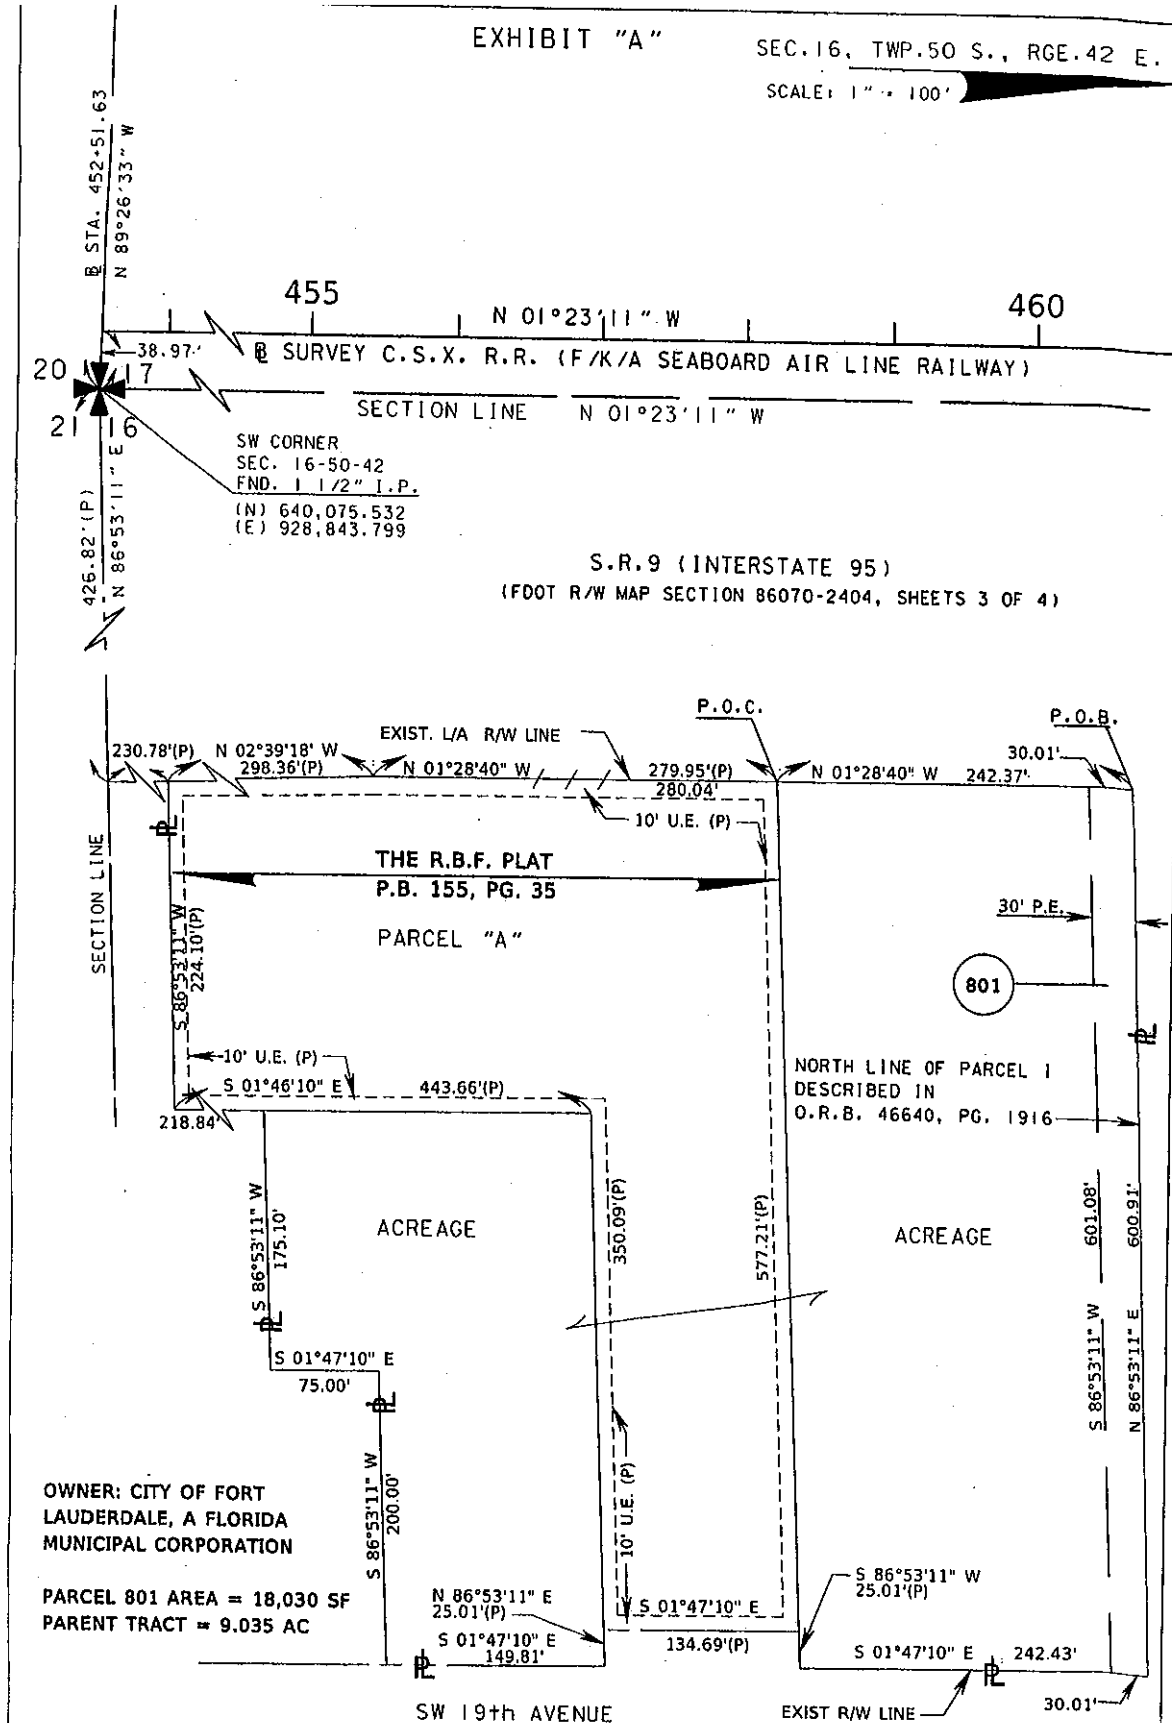 EXHIBIT "A"
SEC.16, TWP.50 S., RGE.42 E.
SCALE: 1" = 100'
B STA. 452+51.63
N 89°26'33" W
455
N 01°23'11" W
460
38.97'
B SURVEY C.S.X. R.R. (F/K/A SEABOARD AIR LINE RAILWAY)
20
17
21
16
SECTION LINE N 01°23'11" W
SW CORNER
SEC. 16-50-42
FND. 1 1/2" I.P.
(N) 640,075.532
(E) 928,843.799
426.82'(P)
N 86°53'11" E
S.R.9 (INTERSTATE 95)
(FDOT R/W MAP SECTION 86070-2404, SHEETS 3 OF 4)
P.O.C.
P.O.B.
EXIST. L/A R/W LINE
230.78'(P)
N 02°39'18' W
298.36'(P)
N 01°28'40" W
279.95'(P)
280.04'
N 01°28'40" W
242.37'
30.01'
10' U.E. (P)
THE R.B.F. PLAT
P.B. 155, PG. 35
PARCEL "A"
SECTION LINE
S 86°53'11" W
224.10'(P)
30' P.E.
801
10' U.E. (P)
S 01°46'10" E
443.66'(P)
218.84'
NORTH LINE OF PARCEL 1
DESCRIBED IN
O.R.B. 46640, PG. 1916
S 86°53'11" W
175.10'
ACREAGE
350.09'(P)
577.21'(P)
ACREAGE
601.08'
S 86°53'11" W
600.91'
N 86°53'11" E
S 01°47'10" E
75.00'
S 86°53'11" W
200.00'
10' U.E. (P)
OWNER: CITY OF FORT
LAUDERDALE, A FLORIDA
MUNICIPAL CORPORATION
PARCEL 801 AREA = 18,030 SF
PARENT TRACT = 9.035 AC
N 86°53'11" E
25.01'(P)
S 01°47'10" E
149.81'
S 01°47'10" E
134.69'(P)
S 86°53'11" W
25.01'(P)
S 01°47'10" E
242.43'
30.01'
SW 19th AVENUE
EXIST R/W LINE